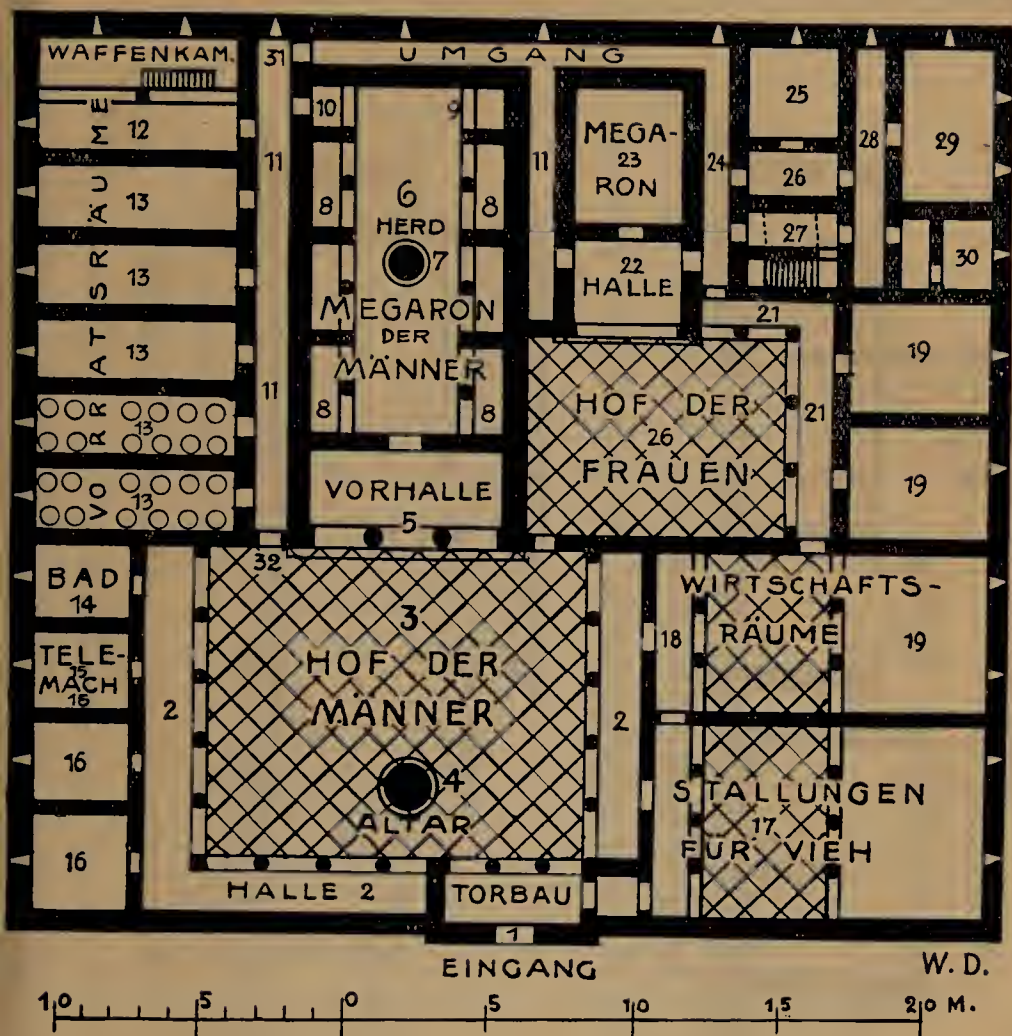 WAFFENKAM.
31
UMGANG
10
9
25
12
11
6
HERD
7
8
8
11
MEGA-
23
RON
24
28
29
26
27
30
13
13
13
13
13
VORRATSRÄUME
22
HALLE
MEGARON
DER
MÄNNER
8
8
11
21
21
19
19
HOF DER
26
FRAUEN
VORHALLE
5
32
BAD
14
TELE-
15
MACH
15
16
16
2
3
HOF DER
MÄNNER
4
ALTAR
2
18
WIRTSCHAFTS-
RÄUME
19
STALLUNGEN
17
FÜR VIEH
HALLE 2
TORBAU
1
EINGANG
W. D.
10 5 0 5 10 15 20 M.